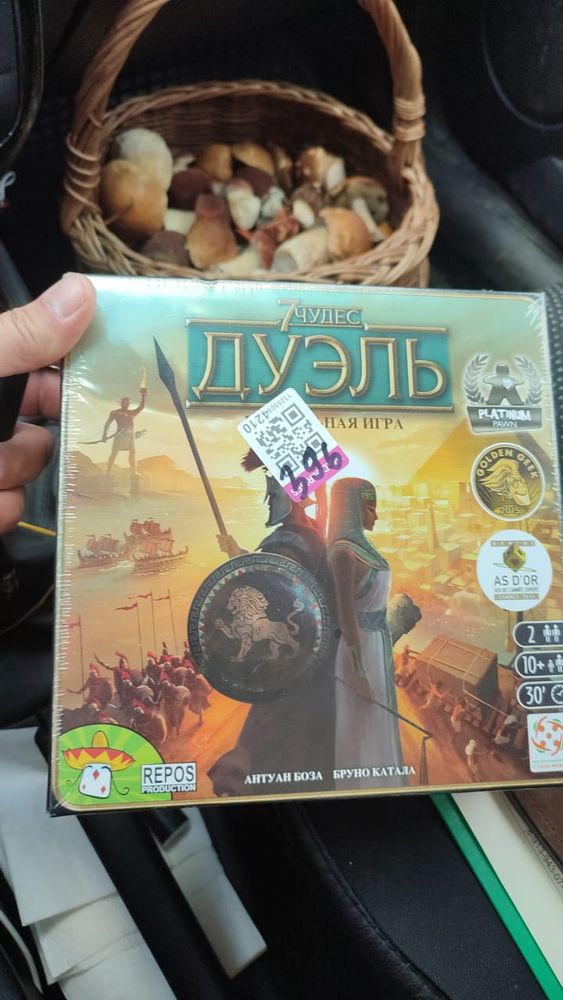 7 ЧУДЕС
ДУЭЛЬ
НАЯ ИГРА
4210
396
PLATINUM
PAWN
GOLDEN GEEK
2015
AS D'OR
2
10+
30'
REPOS
PRODUCTION
АНТУАН БОЗА БРУНО КАТАЛА